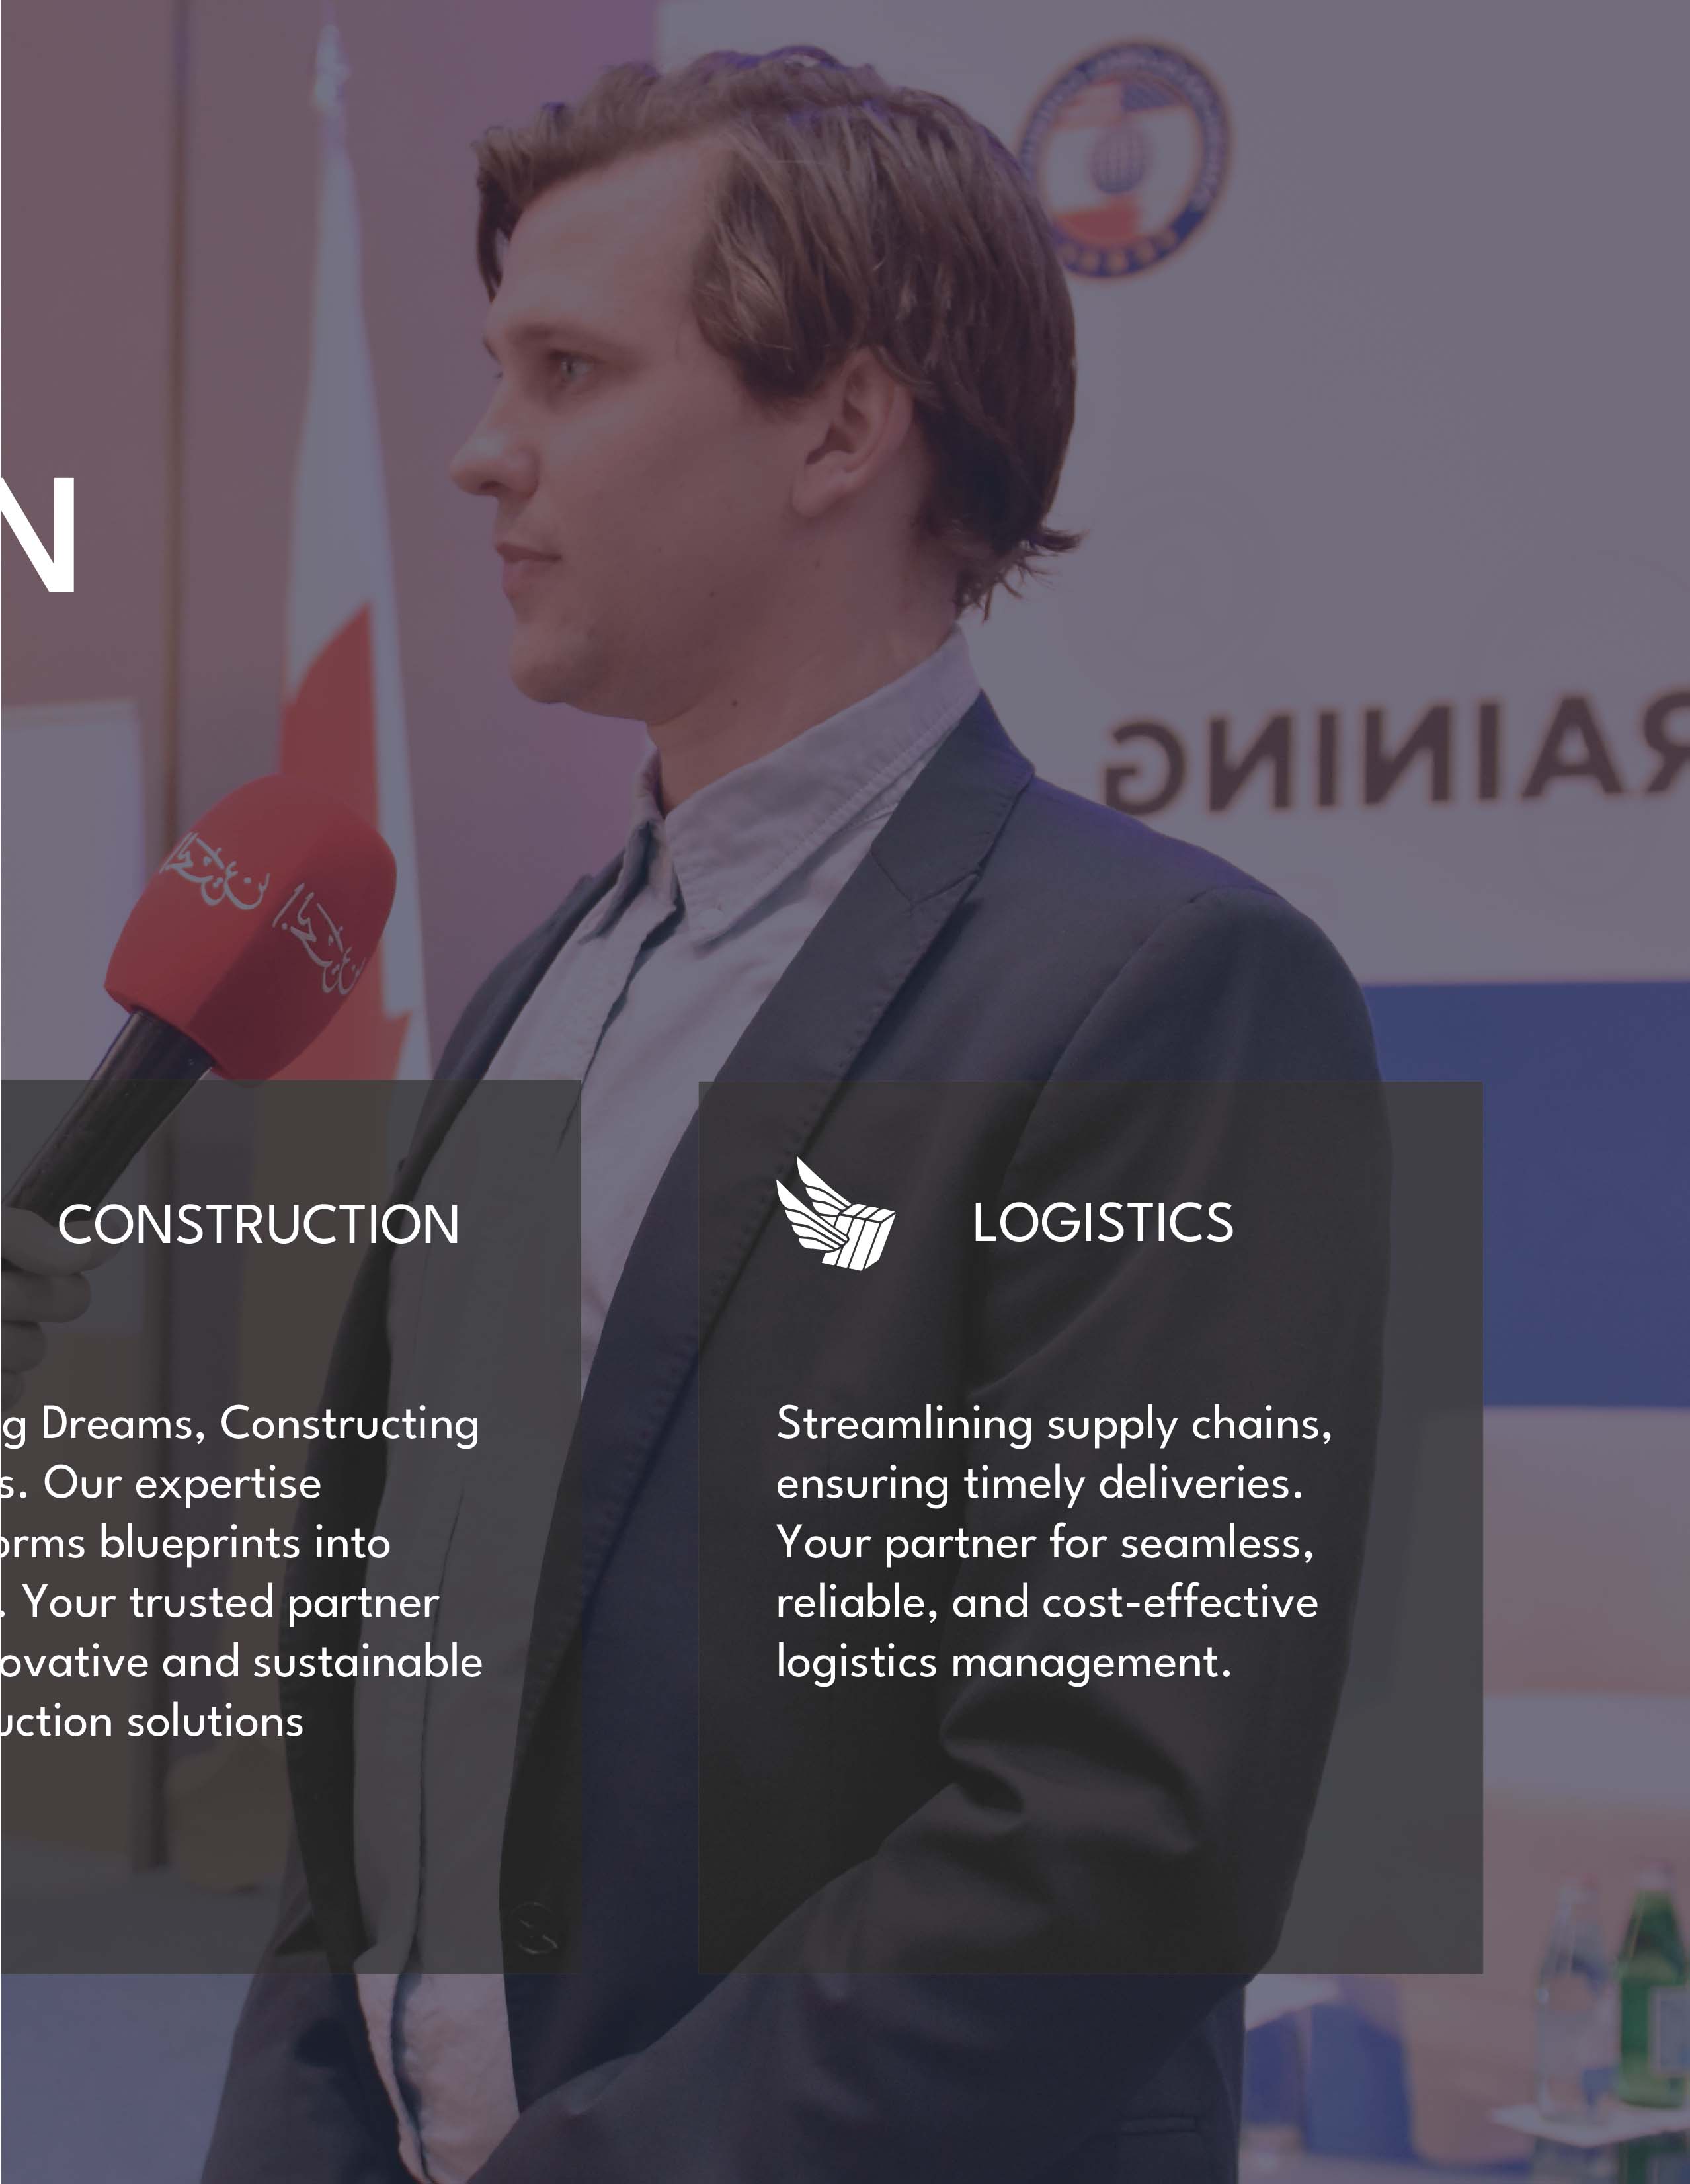 N
CONSTRUCTION
g Dreams, Constructing
s. Our expertise
orms blueprints into
. Your trusted partner
ovative and sustainable
uction solutions
LOGISTICS
Streamlining supply chains,
ensuring timely deliveries.
Your partner for seamless,
reliable, and cost-effective
logistics management.
RAINING